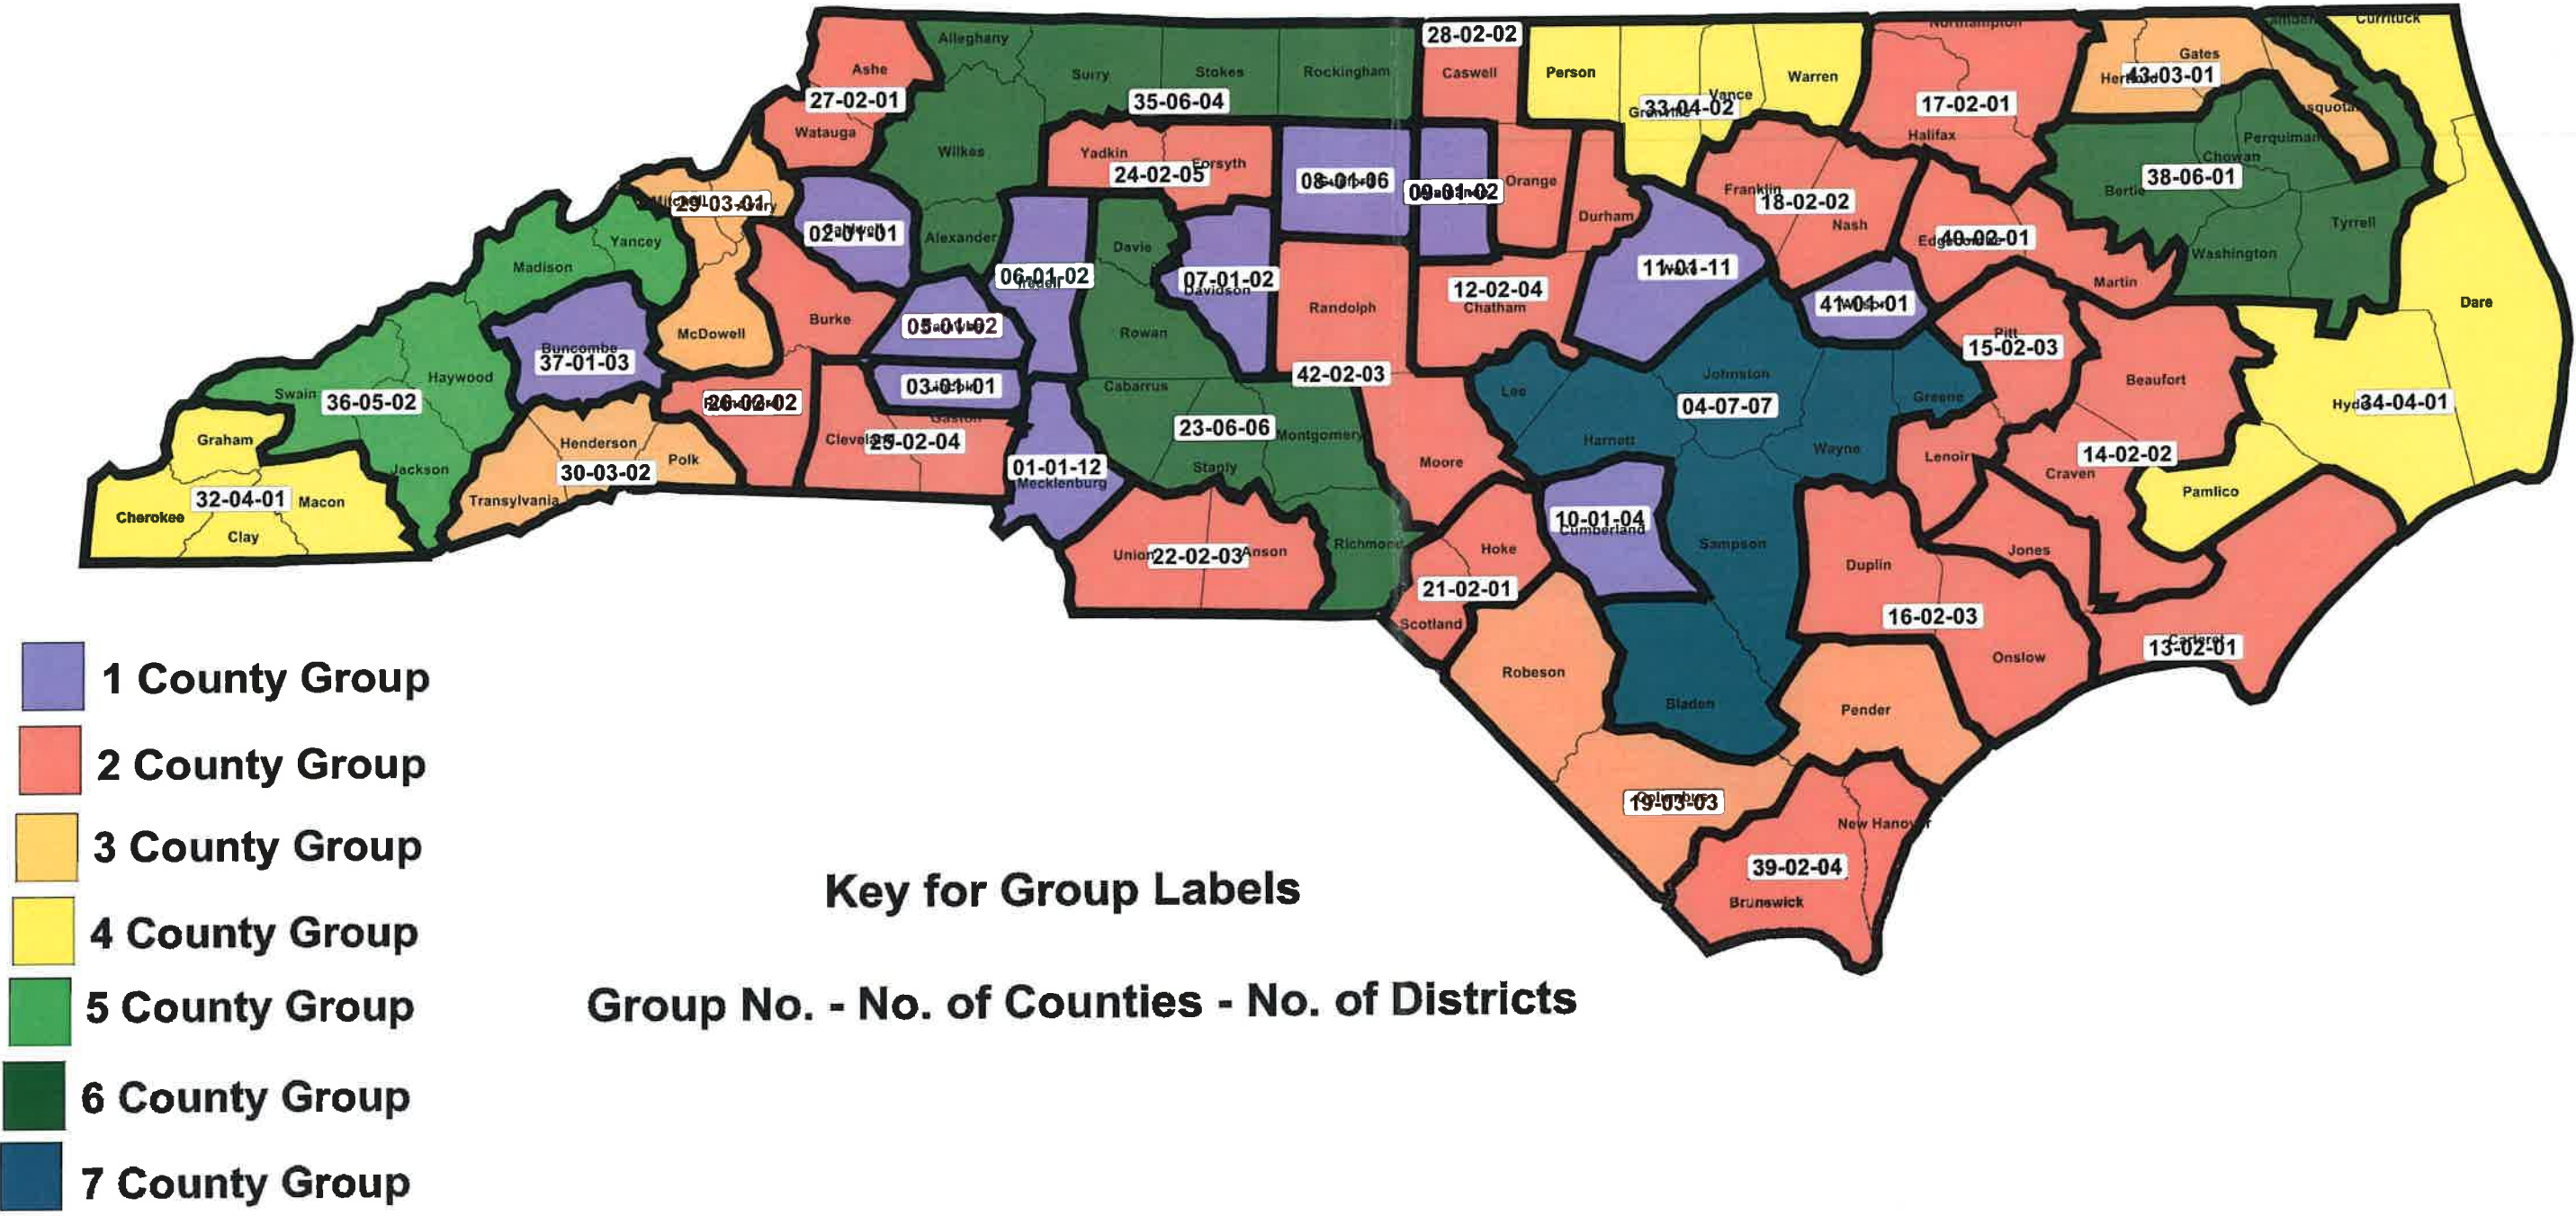 Northampton
Currituck
28-02-02
Alleghany
Ashe
Surry
Stokes
Rockingham
Caswell
Person
Vance
Warren
Gates
43-03-01
27-02-01
35-06-04
33-04-02
17-02-01
Watauga
Wilkes
Yadkin
Forsyth
24-02-05
Halifax
Perquiman
Chowan
38-06-01
Bertie
08-01-06
09-01-02
Orange
Durham
Franklin
18-02-02
Nash
29-03-01
02-01-01
Alexander
Davie
Yancey
Madison
40-02-01
Tyrrell
Washington
Martin
06-01-02
Iredell
07-01-02
Davidson
Randolph
12-02-04
Chatham
11-01-11
41-01-01
Dare
McDowell
Burke
05-01-02
Rowan
Pitt
15-02-03
Buncombe
37-01-03
Haywood
Swain
36-05-02
03-01-01
Cabarrus
42-02-03
Lee
Johnston
04-07-07
Greene
Beaufort
34-04-01
20-02-02
Gaston
Cleveland
25-02-04
23-06-06
Montgomery
Harnett
Wayne
Lenoir
14-02-02
Craven
Graham
Henderson
30-03-02
Polk
Transylvania
Jackson
01-01-12
Mecklenburg
Stanly
Moore
Pamlico
32-04-01
Macon
Cherokee
Clay
10-01-04
Cumberland
Union
22-02-03
Anson
Richmond
Hoke
21-02-01
Scotland
Sampson
Duplin
Jones
16-02-03
Onslow
Carteret
13-02-01
Robeson
Bladen
Pender
Columbus
19-03-03
New Hanover
39-02-04
Brunswick
1 County Group
2 County Group
3 County Group
4 County Group
5 County Group
6 County Group
7 County Group
Key for Group Labels
Group No. - No. of Counties - No. of Districts